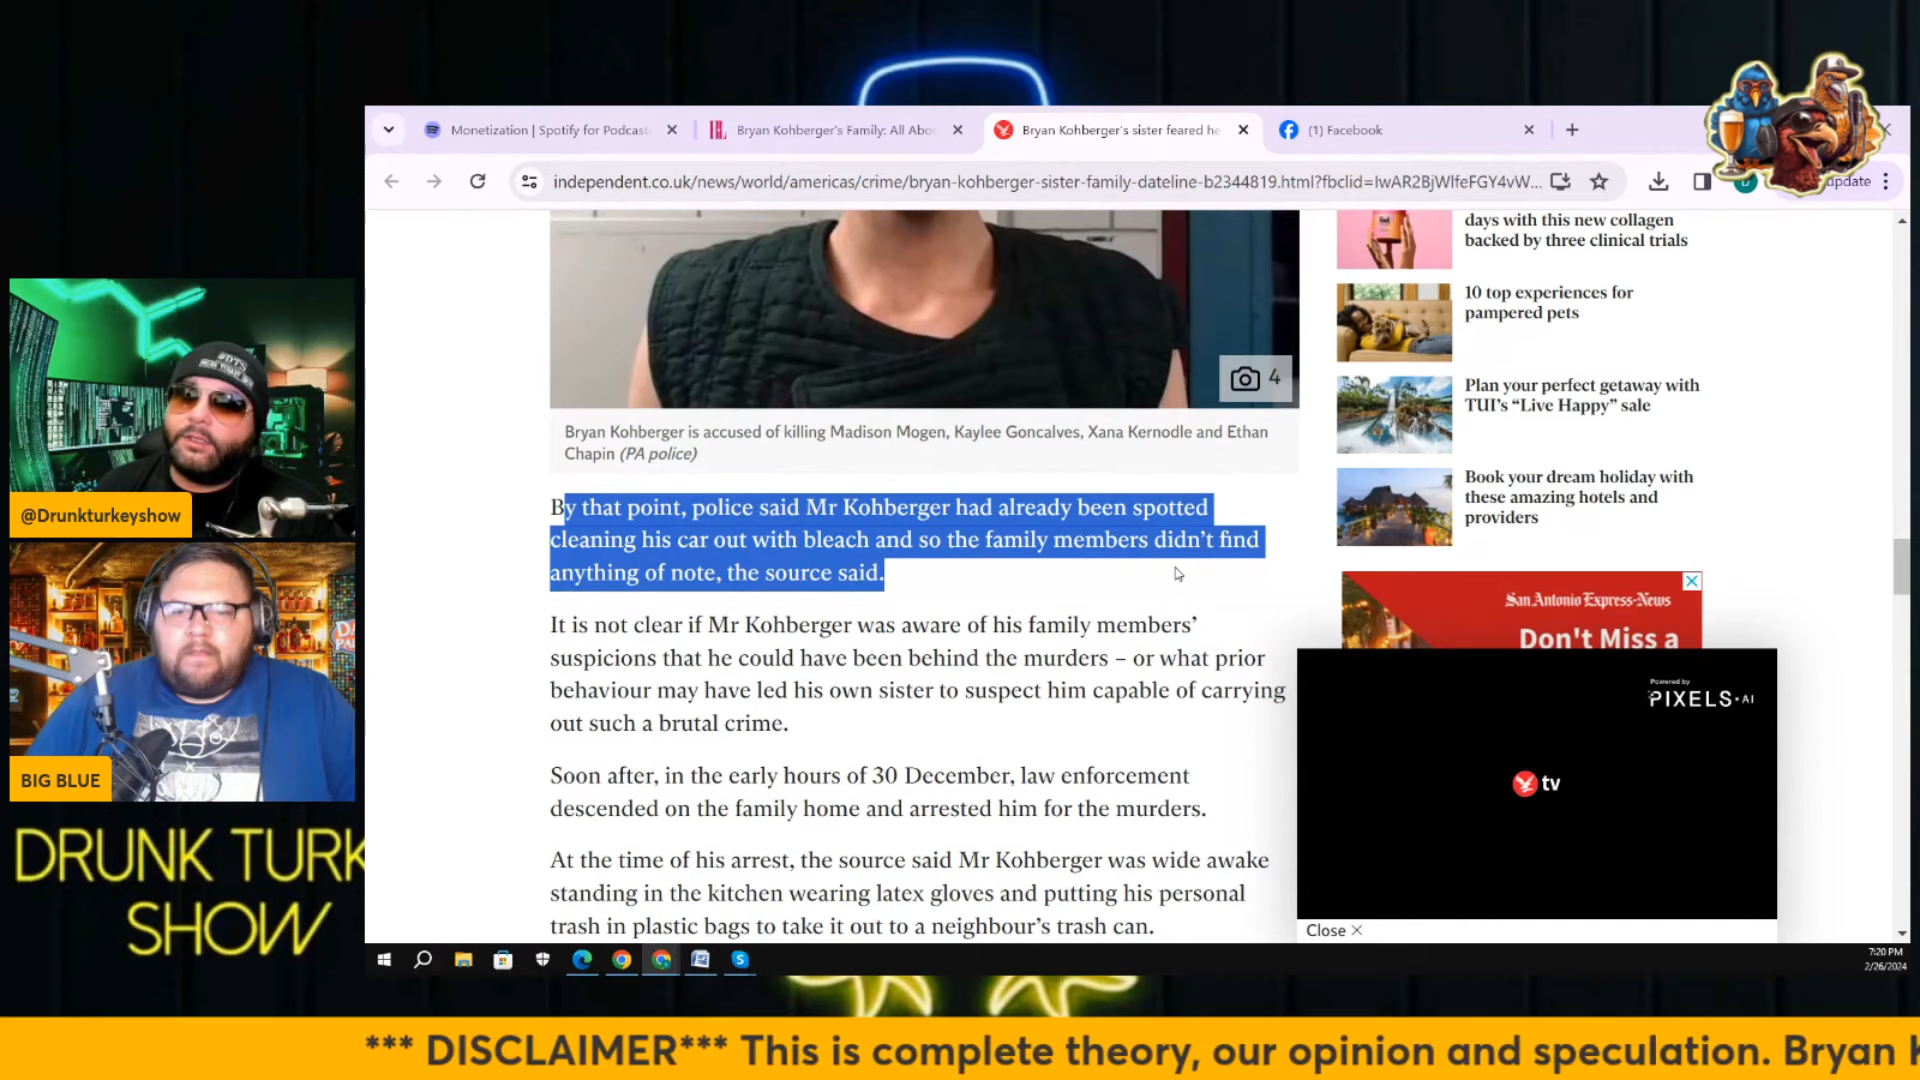 Monetization | Spotify for Podcast
Bryan Kohberger's Family: All Abo
Bryan Kohberger's sister feared he
(1) Facebook
independent.co.uk/news/world/americas/crime/bryan-kohberger-sister-family-dateline-b2344819.html?fbclid=IwAR2BjWlfeFGY4vW...
update
days with this new collagen
backed by three clinical trials
10 top experiences for
pampered pets
Plan your perfect getaway with
TUI's “Live Happy” sale
Book your dream holiday with
these amazing hotels and
providers
4
Bryan Kohberger is accused of killing Madison Mogen, Kaylee Goncalves, Xana Kernodle and Ethan
Chapin (PA police)
By that point, police said Mr Kohberger had already been spotted
cleaning his car out with bleach and so the family members didn’t find
anything of note, the source said.
It is not clear if Mr Kohberger was aware of his family members’
suspicions that he could have been behind the murders – or what prior
behaviour may have led his own sister to suspect him capable of carrying
out such a brutal crime.
Soon after, in the early hours of 30 December, law enforcement
descended on the family home and arrested him for the murders.
At the time of his arrest, the source said Mr Kohberger was wide awake
standing in the kitchen wearing latex gloves and putting his personal
trash in plastic bags to take it out to a neighbour’s trash can.
San Antonio Express-News
Don't Miss a
Powered by
PIXELS.AI
tv
Close ×
#DTS
@Drunkturkeyshow
BIG BLUE
DRUNK TURK
SHOW
7:20 PM
2/26/2024
*** DISCLAIMER*** This is complete theory, our opinion and speculation. Bryan K